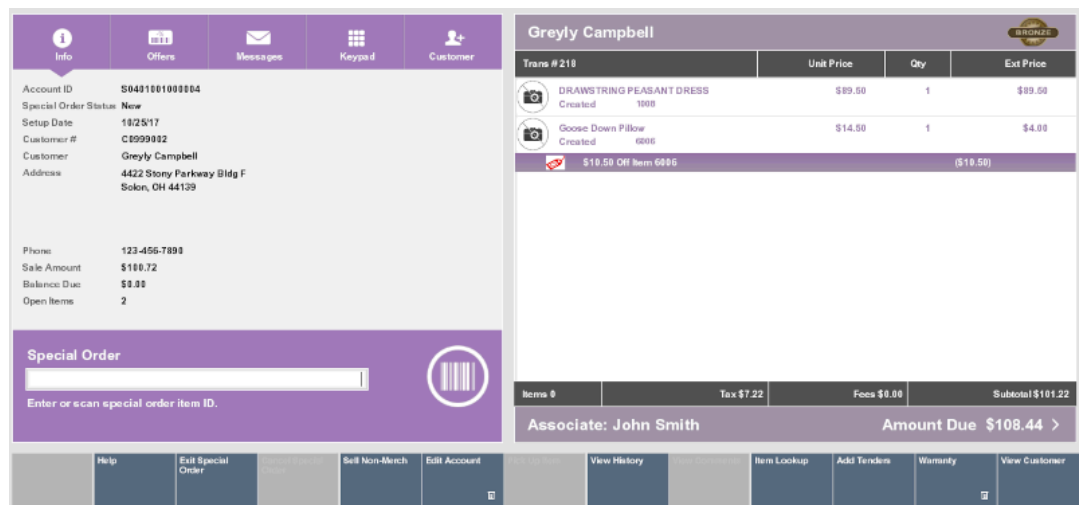 Info
Offers
Messages
Keypad
Customer
Account ID S0401001000004
Special Order Status New
Setup Date 10/25/17
Customer # C0999002
Customer Greyly Campbell
Address 4422 Stony Parkway Bldg F
Solon, OH 44139
Phone 123-456-7890
Sale Amount $100.72
Balance Due $0.00
Open Items 2
Special Order
Enter or scan special order item ID.
Greyly Campbell
BRONZE
Trans # 218 Unit Price Qty Ext Price
DRAWSTRING PEASANT DRESS $89.50 1 $89.50
Created 1008
Goose Down Pillow $14.50 1 $4.00
Created 6006
$10.50 Off Item 6006 ($10.50)
Items 0 Tax $7.22 Fees $0.00 Subtotal $101.22
Associate: John Smith Amount Due $108.44 >
Help
Exit Special
Order
Sell Non-Merch
Edit Account
View History
Item Lookup
Add Tenders
Warranty
View Customer